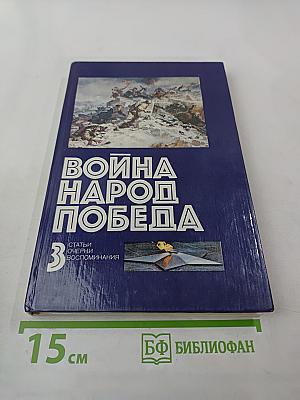 ВОЙНА
НАРОД
ПОБЕДА
3
СТАТЬИ
ОЧЕРКИ
ВОСПОМИНАНИЯ
15 см
БФ БИБЛИОФАН